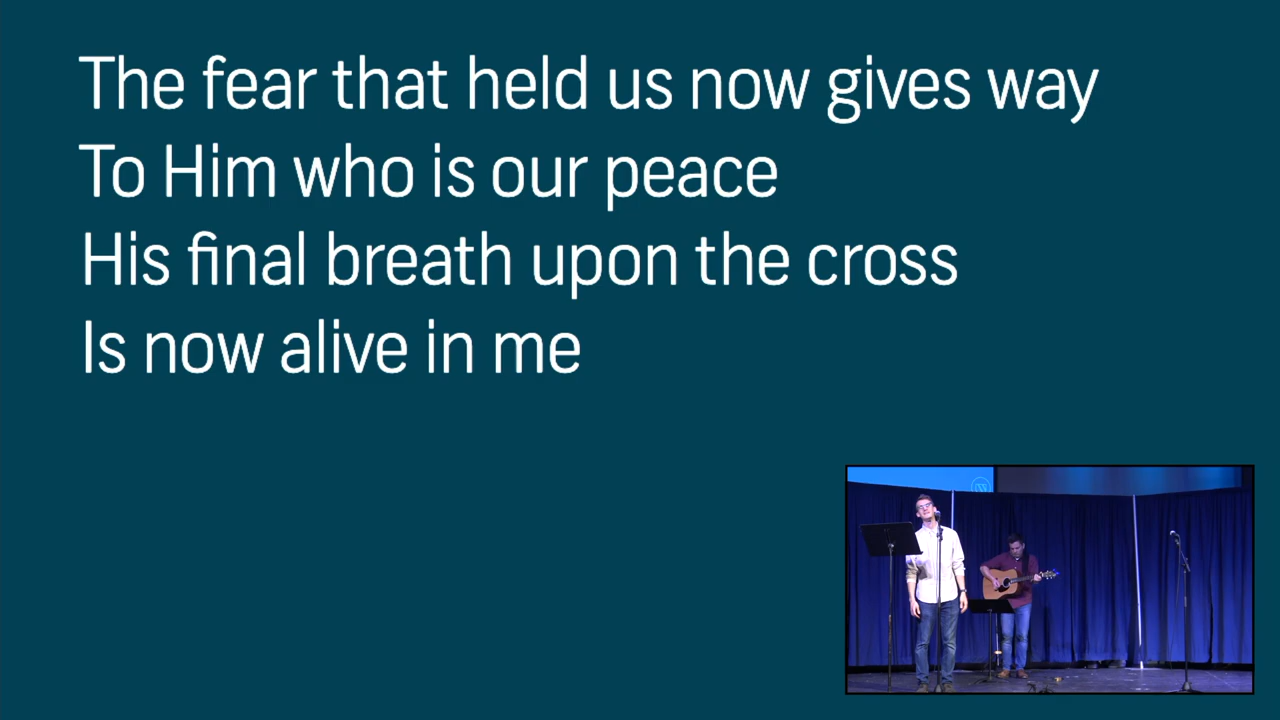 The fear that held us now gives way
To Him who is our peace
His final breath upon the cross
Is now alive in me